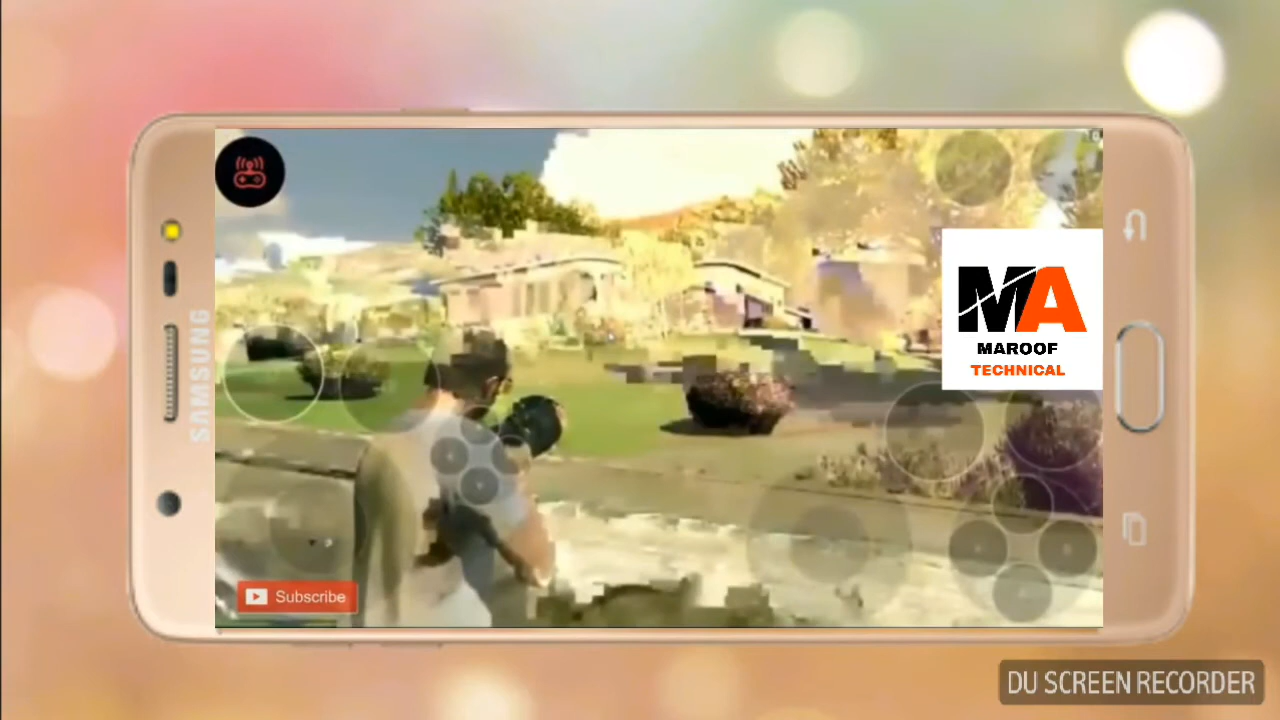 SAMSUNG
MA
MAROOF
TECHNICAL
Subscribe
DU SCREEN RECORDER